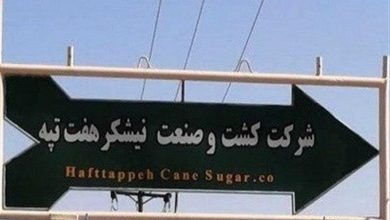 شرکت کشت و صنعت نیشکر هفت تپه
Hafttappeh Cane Sugar.co